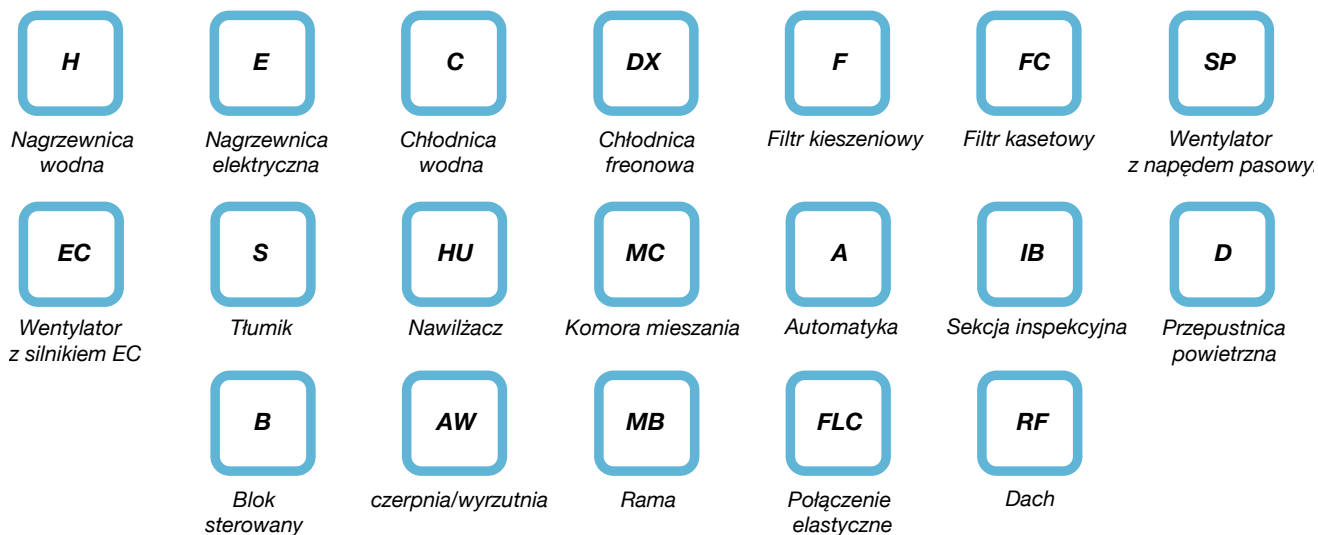 H
E
C
DX
F
FC
SP
Nagrzewnica
wodna
Nagrzewnica
elektryczna
Chłodnica
wodna
Chłodnica
freonowa
Filtr kieszeniowy
Filtr kasetowy
Wentylator
z napędem
EC
S
HU
MC
A
IB
D
Wentylator
z silnikiem EC
Tłumik
Nawilżacz
Komora mieszania
Automatyka
Sekcja inspekcyjna
Przepustnica
powietrzna
B
AW
MB
FLC
RF
Blok
sterowany
czerpnia/wyrzutnia
Rama
Połączenie
elastyczne
Dach